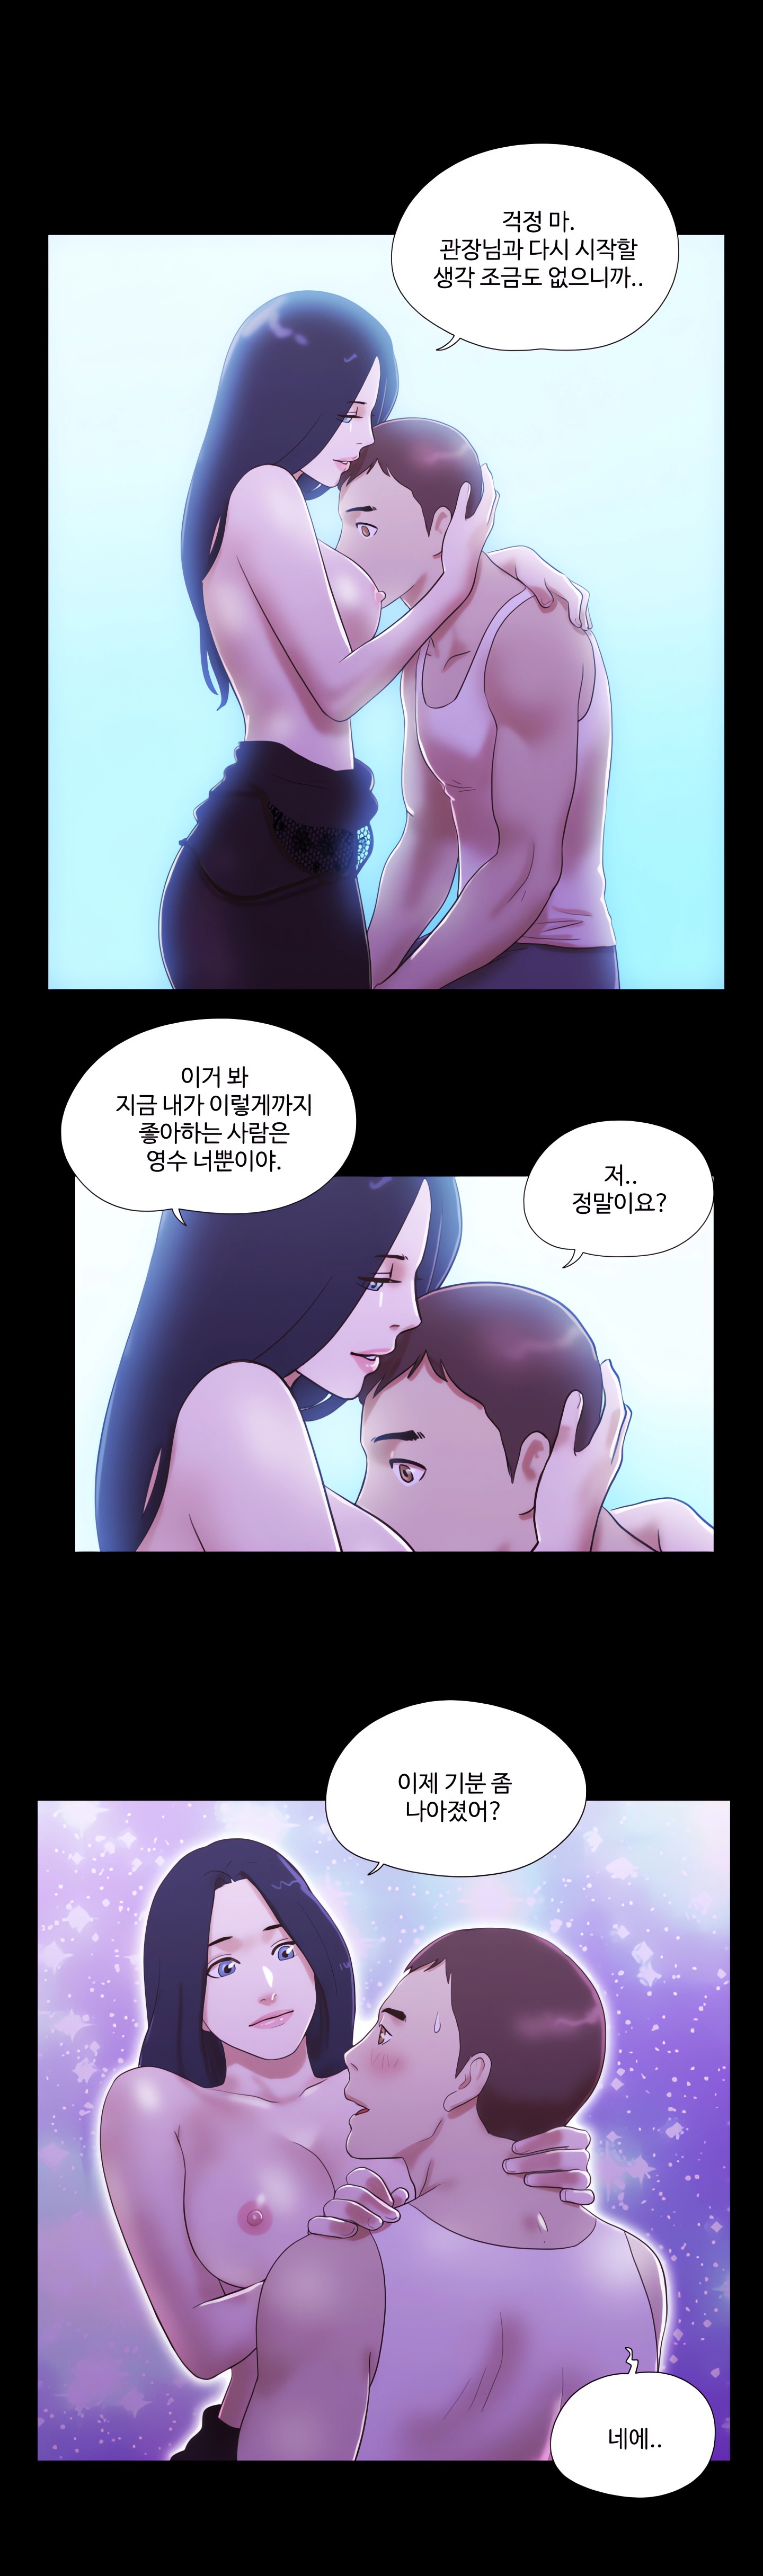 걱정 마.
관장님과 다시 시작할
생각 조금도 없으니까..
이거 봐
지금 내가 이렇게까지
좋아하는 사람은
영수 너뿐이야.
저..
정말이요?
이제 기분 좀
나아졌어?
네에..